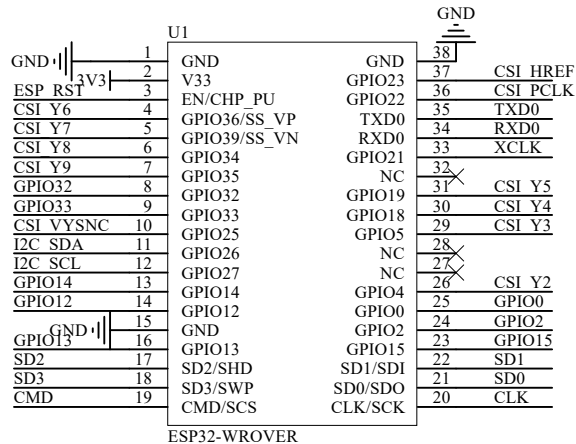 GND
U1
GND 1 GND GND 38
3V3 2 V33 GPIO23 37 CSI_HREF
ESP_RST 3 EN/CHP_PU GPIO22 36 CSI_PCLK
CSI_Y6 4 GPIO36/SS_VP TXD0 35 TXD0
CSI_Y7 5 GPIO39/SS_VN RXD0 34 RXD0
CSI_Y8 6 GPIO34 GPIO21 33 XCLK
CSI_Y9 7 GPIO35 NC 32
GPIO32 8 GPIO32 GPIO19 31 CSI_Y5
GPIO33 9 GPIO33 GPIO18 30 CSI_Y4
CSI_VYSNC 10 GPIO25 GPIO5 29 CSI_Y3
I2C_SDA 11 GPIO26 NC 28
I2C_SCL 12 GPIO27 NC 27
GPIO14 13 GPIO14 GPIO4 26 CSI_Y2
GPIO12 14 GPIO12 GPIO0 25 GPIO0
GND 15 GND GPIO2 24 GPIO2
GPIO13 16 GPIO13 GPIO15 23 GPIO15
SD2 17 SD2/SHD SD1/SDI 22 SD1
SD3 18 SD3/SWP SD0/SDO 21 SD0
CMD 19 CMD/SCS CLK/SCK 20 CLK
ESP32-WROVER